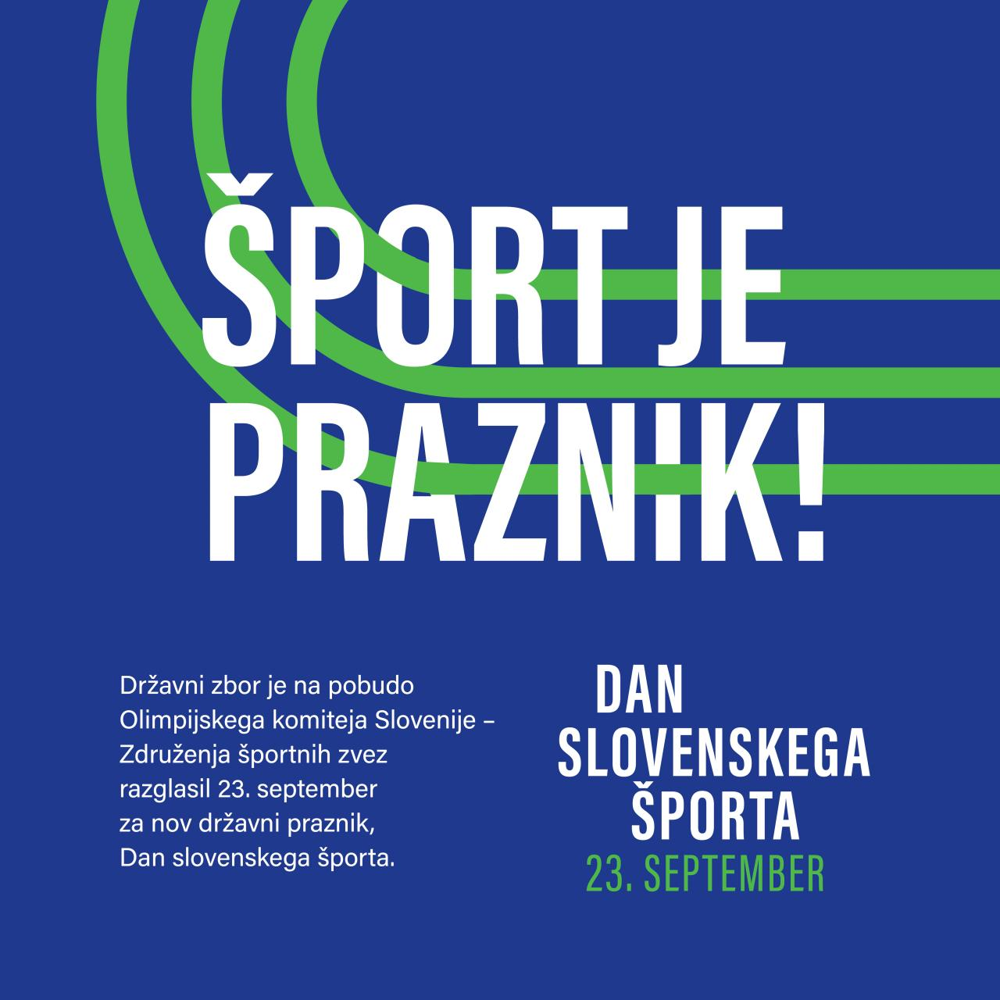 ŠPORT JE
PRAZNIK!
Državni zbor je na pobudo
Olimpijskega komiteja Slovenije –
Združenja športnih zvez
razglasil 23. september
za nov državni praznik,
Dan slovenskega športa.
DAN
SLOVENSKEGA
ŠPORTA
23. SEPTEMBER